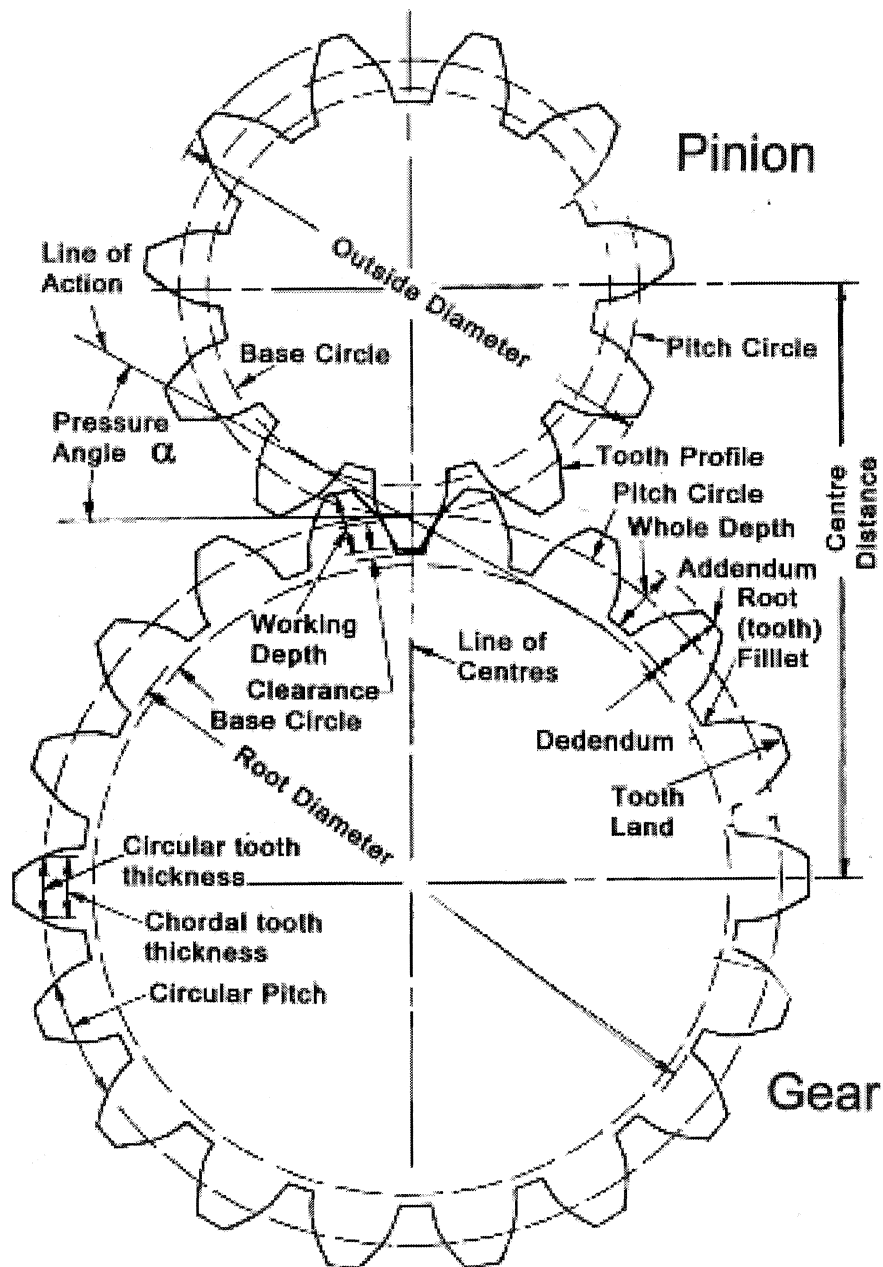 Pinion
Line of
Action
Outside Diameter
Base Circle
Pitch Circle
Pressure
Angle α
Tooth Profile
Pitch Circle
Whole Depth
Centre
Distance
Addendum
Root
(tooth)
Filllet
Working
Depth
Line of
Centres
Clearance
Base Circle
Dedendum
Root Diameter
Tooth
Land
Circular tooth
thickness
Chordal tooth
thickness
Circular Pitch
Gear